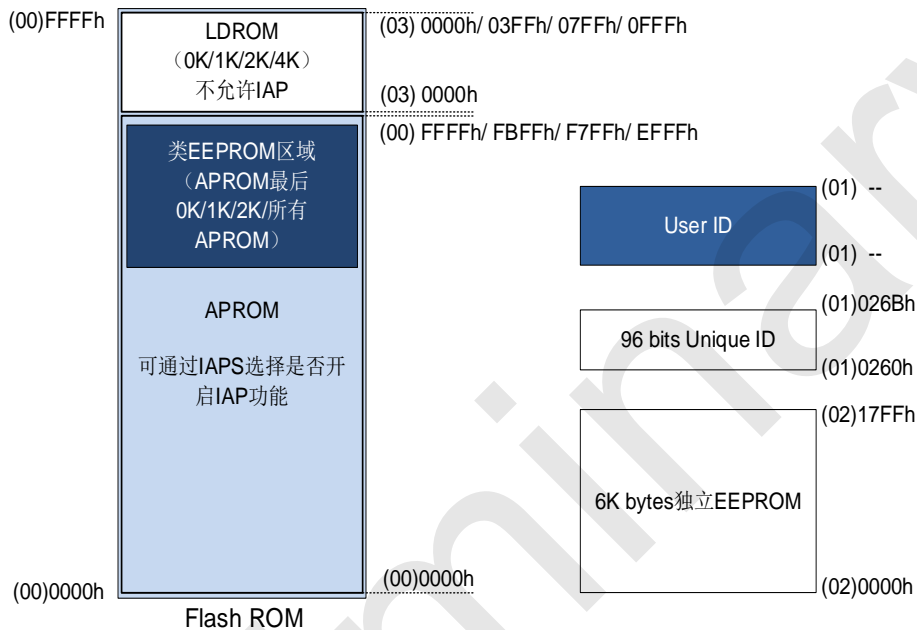 (00)FFFFh
LDROM
（0K/1K/2K/4K）
不允许IAP
(03) 0000h/ 03FFh/ 07FFh/ 0FFFh
(03) 0000h
(00) FFFFh/ FBFFh/ F7FFh/ EFFFh
类EEPROM区域
（APROM最后
0K/1K/2K/所有
APROM）
APROM
可通过IAPS选择是否开
启IAP功能
(00)0000h
(00)0000h
Flash ROM
(01) --
User ID
(01) --
(01)026Bh
96 bits Unique ID
(01)0260h
(02)17FFh
6K bytes独立EEPROM
(02)0000h